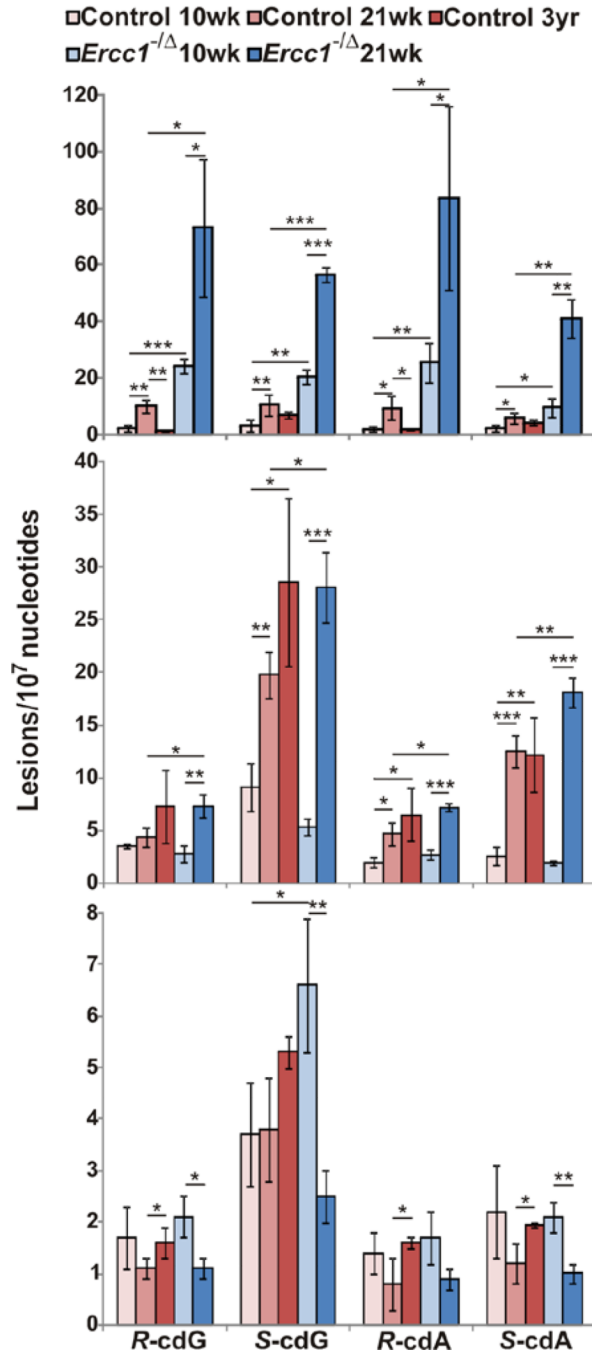 Control 10wk Control 21wk Control 3yr
Ercc1-/Δ 10wk Ercc1-/Δ 21wk
Lesions/10⁷ nucleotides
120
100
80
60
40
20
0
* * *** ** **
*** *** ** **
* * ** * *
** ** * *
40
35
30
25
20
15
10
5
0
* **
* * ** ***
* * * ***
** *** ** ***
8
7
6
5
4
3
2
1
0
* *
* **
*
* **
R-cdG S-cdG R-cdA S-cdA